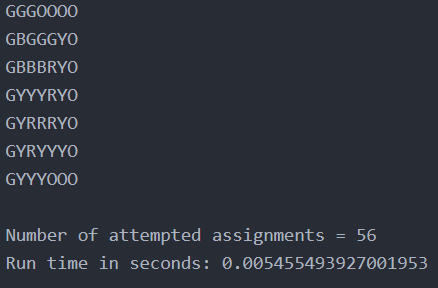 GGGOOOO
GBGGGYO
GBBBRYO
GYYYRYO
GYRRRYO
GYRYYYO
GYYYOOO
Number of attempted assignments = 56
Run time in seconds: 0.005455493927001953